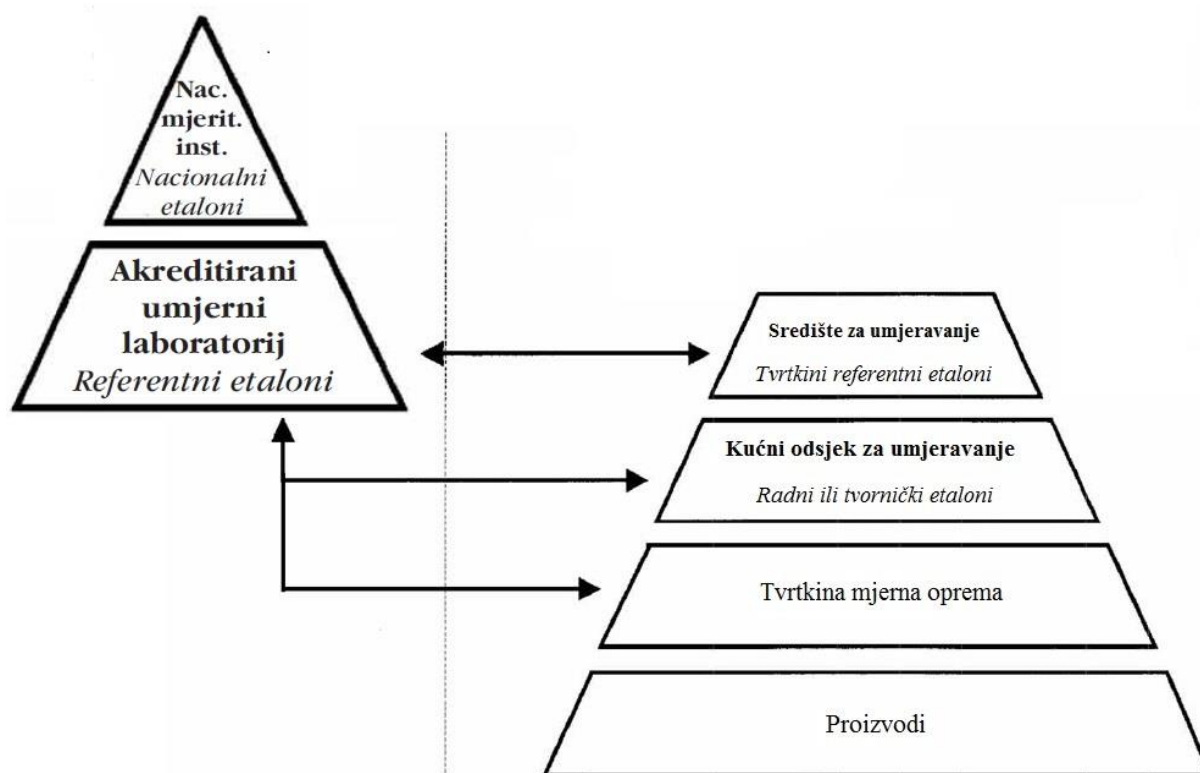 Nac.
mjerit.
inst.
Nacionalni
etaloni
Akreditirani
umjerni
laboratorij
Referentni etaloni
Središte za umjeravanje
Tvrtkini referentni etaloni
Kućni odsjek za umjeravanje
Radni ili tvornički etaloni
Tvrtkina mjerna oprema
Proizvodi